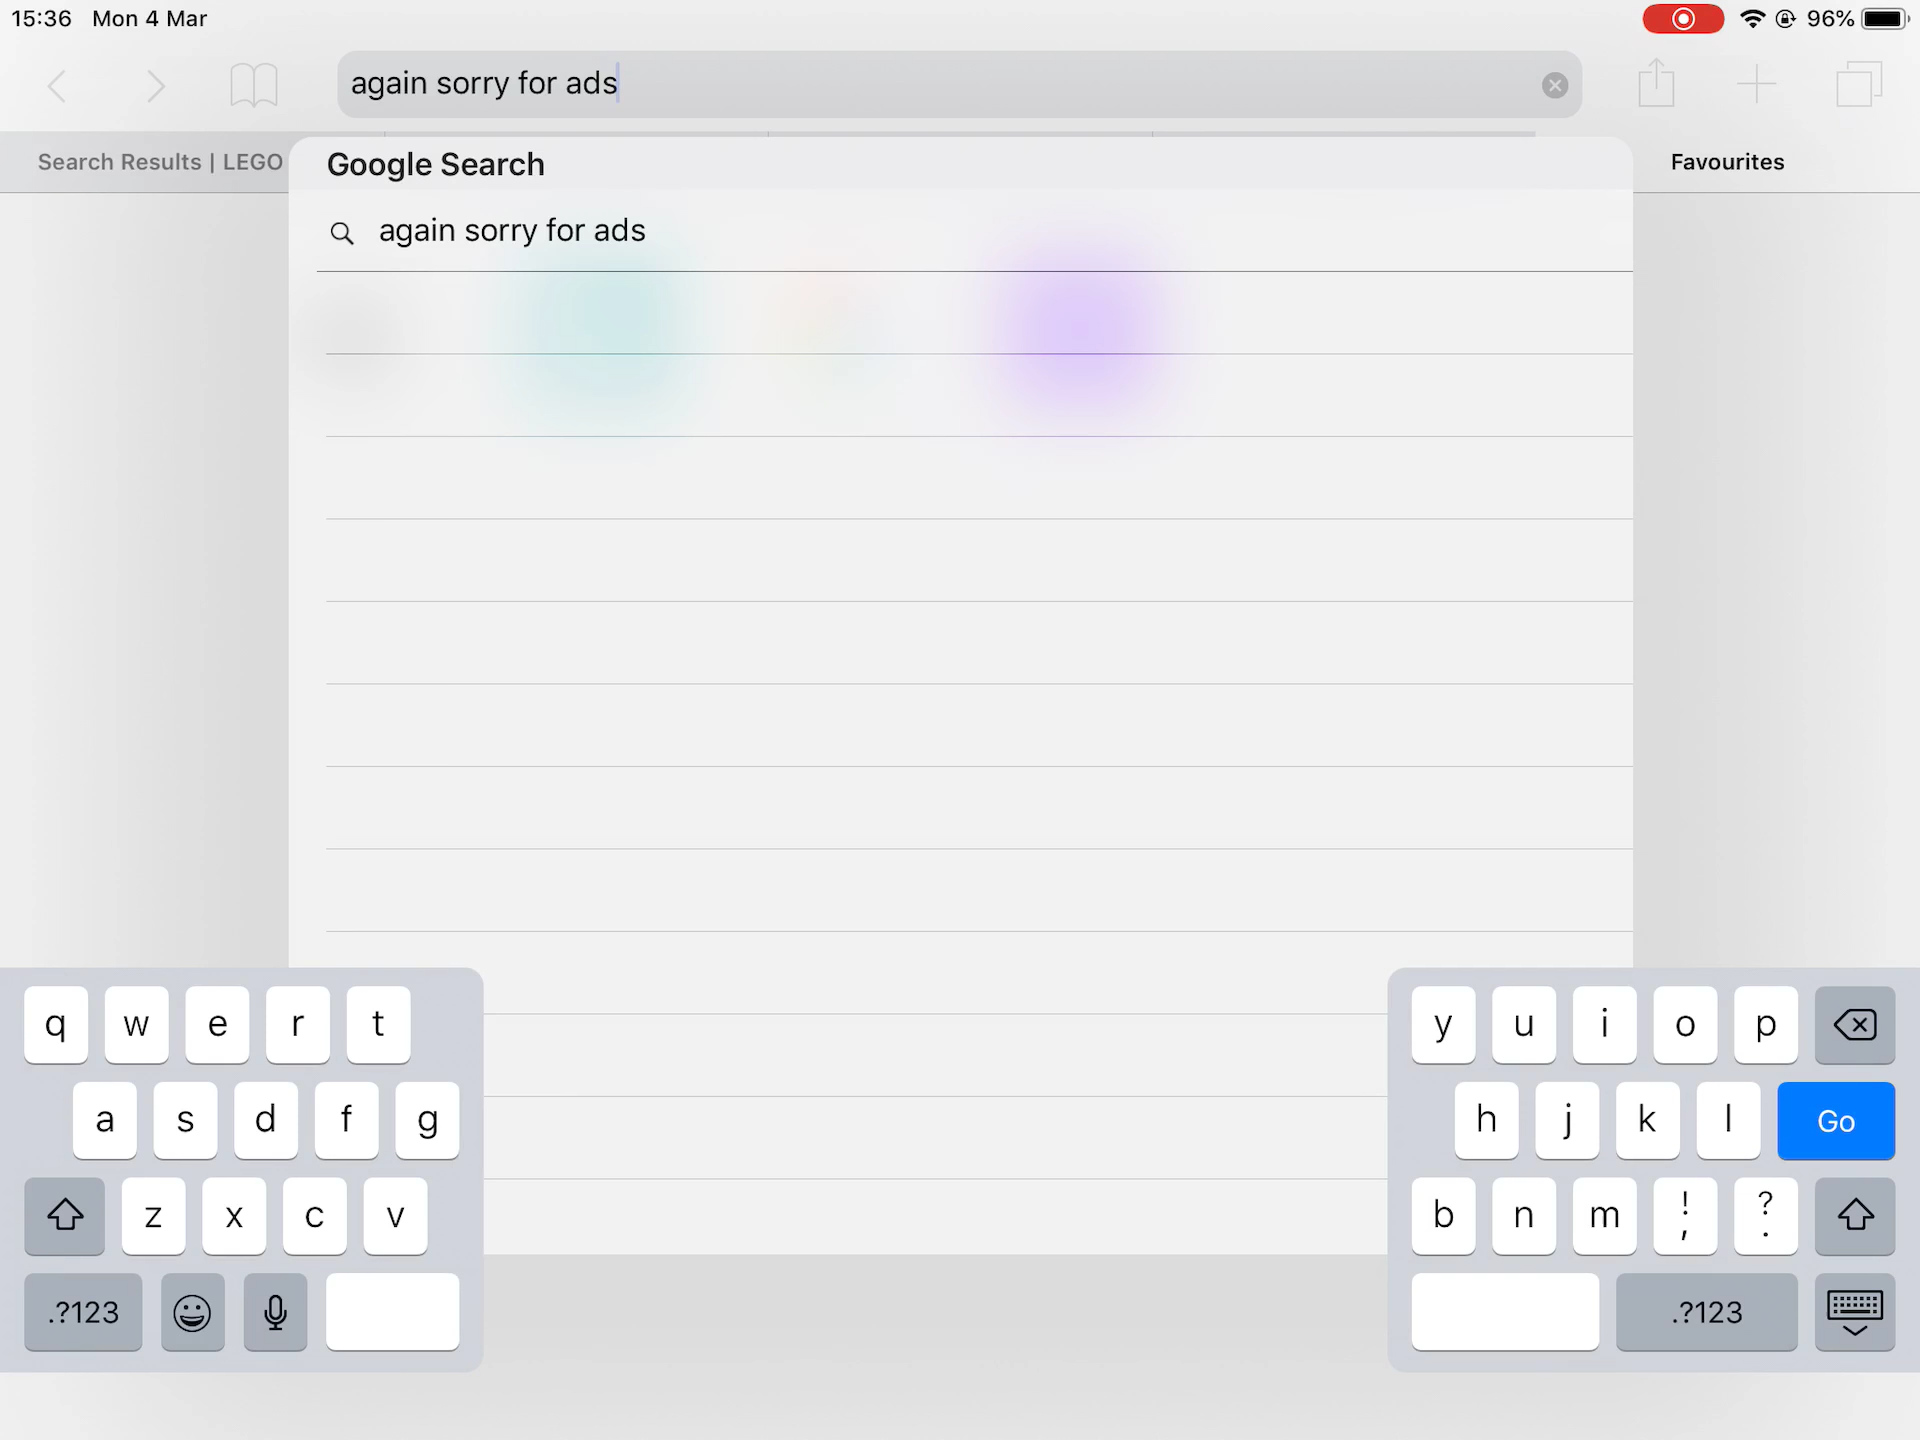 15:36 Mon 4 Mar 96%
again sorry for ads
Search Results | LEGO Favourites
Google Search
again sorry for ads
q w e r t y u i o p
a s d f g h j k l Go
z x c v b n m ! , ? .
.?123 .?123